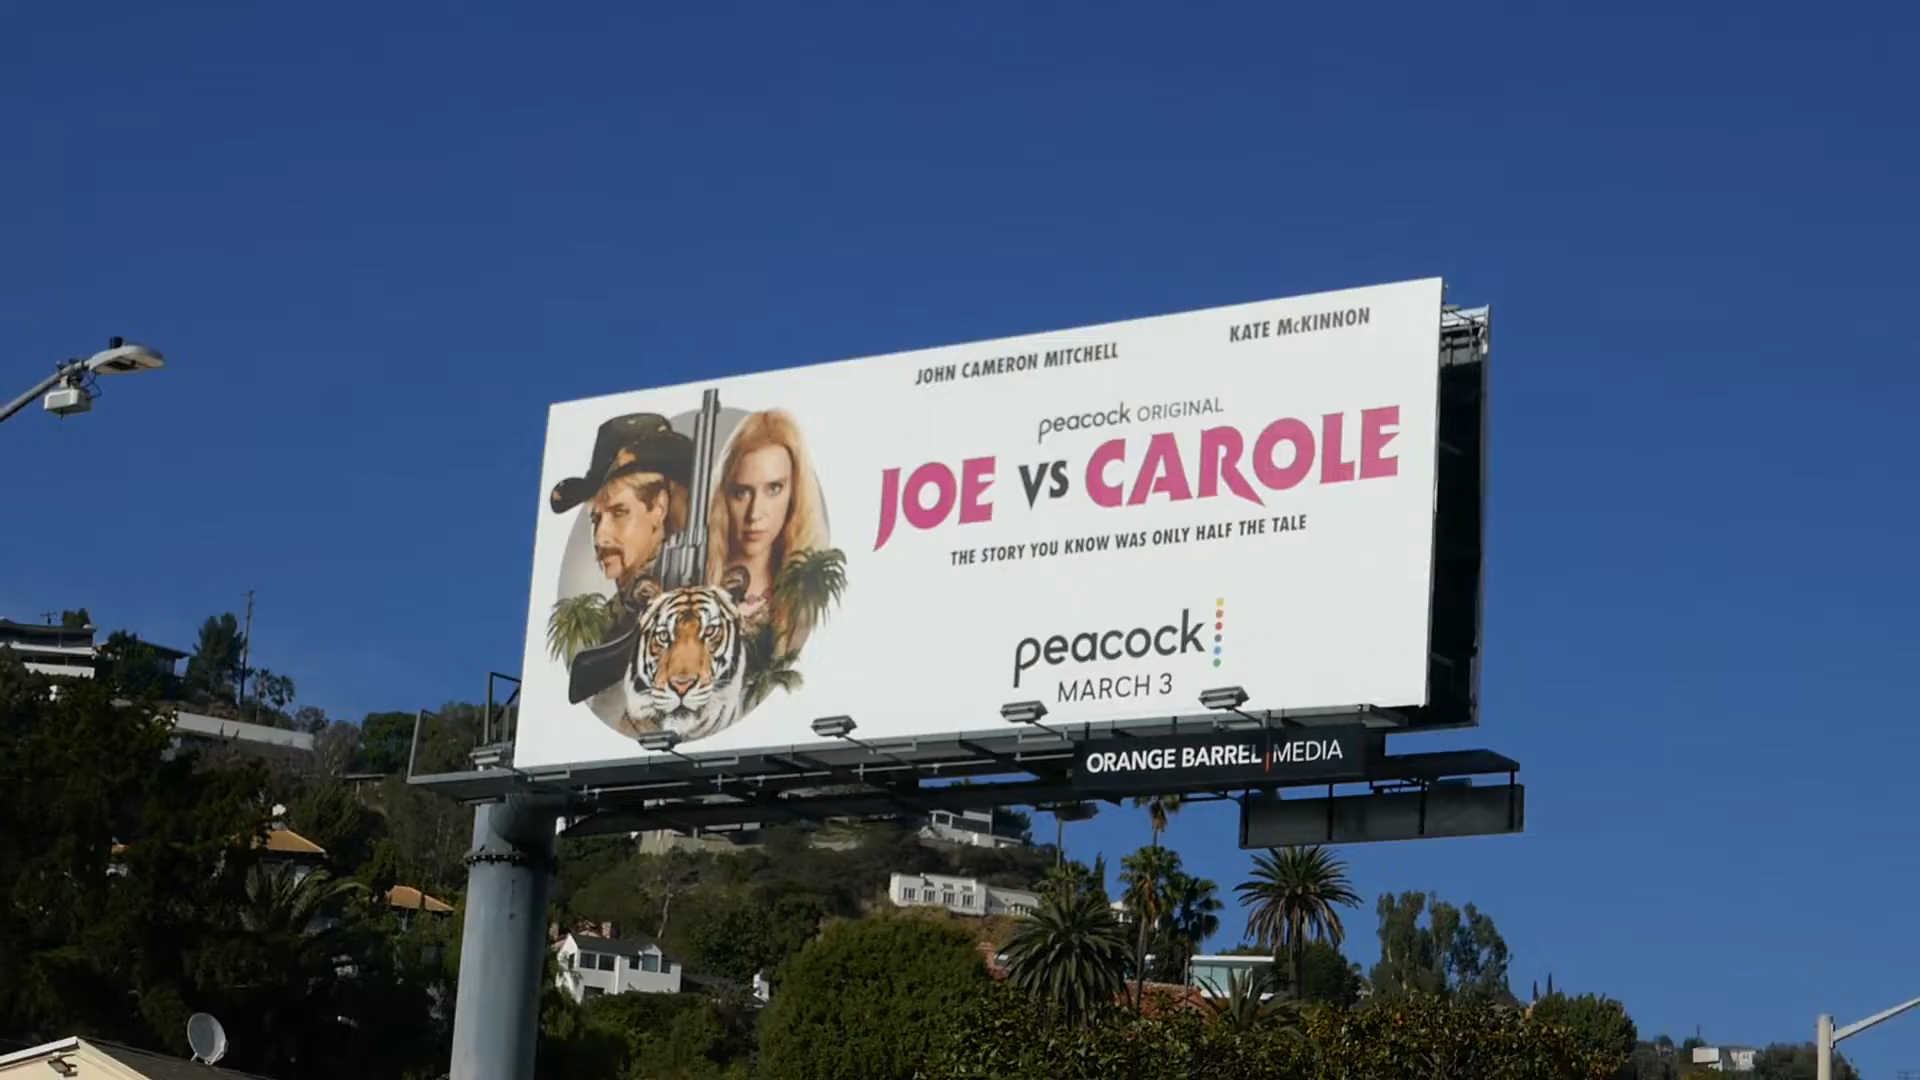 JOHN CAMERON MITCHELL
KATE McKINNON
peacock ORIGINAL
JOE VS CAROLE
THE STORY YOU KNOW WAS ONLY HALF THE TALE
peacock
MARCH 3
ORANGE BARREL | MEDIA